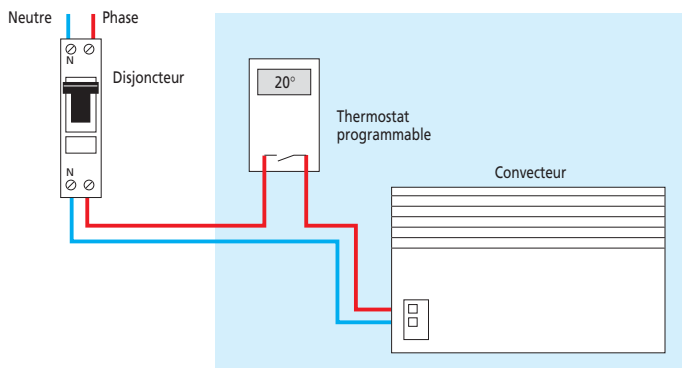 Neutre
Phase
N
Disjoncteur
N
20°
Thermostat
programmable
Convecteur